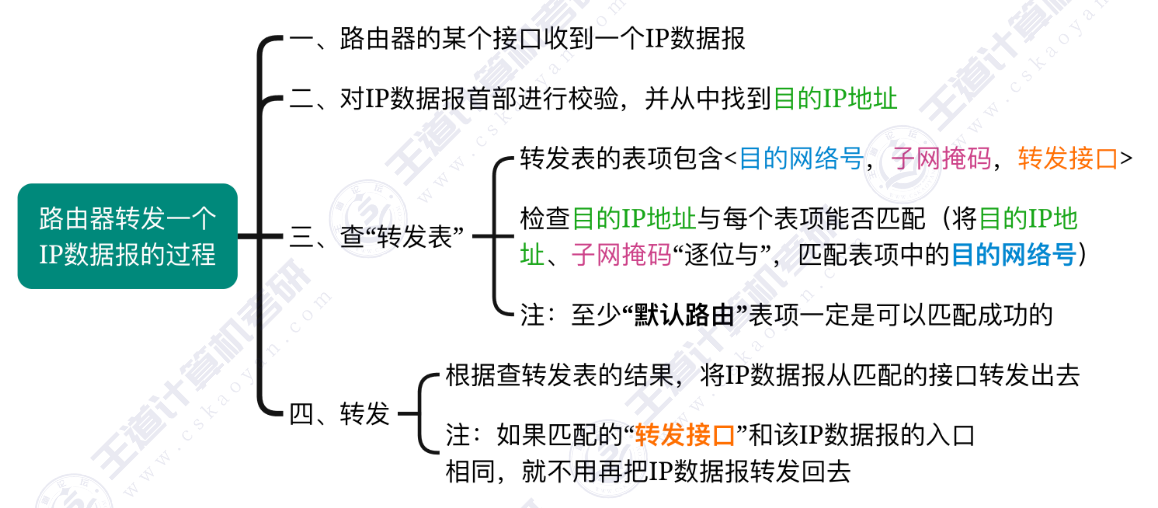 路由器转发一个
IP数据报的过程
一、路由器的某个接口收到一个IP数据报
二、对IP数据报首部进行校验，并从中找到目的IP地址
三、查“转发表”
转发表的表项包含<目的网络号，子网掩码，转发接口>
检查目的IP地址与每个表项能否匹配（将目的IP地
址、子网掩码“逐位与”，匹配表项中的目的网络号）
注：至少“默认路由”表项一定是可以匹配成功的
四、转发
根据查转发表的结果，将IP数据报从匹配的接口转发出去
注：如果匹配的“转发接口”和该IP数据报的入口
相同，就不用再把IP数据报转发回去
王道计算机考研
www.cskaoyan.com